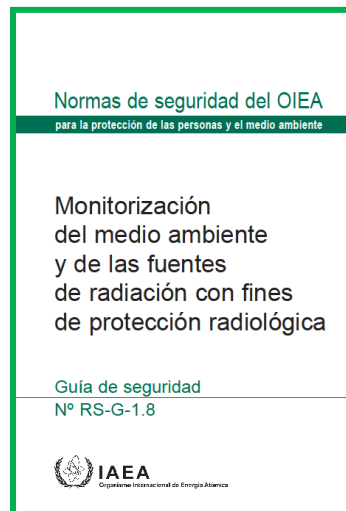 Normas de seguridad del OIEA
para la protección de las personas y el medio ambiente
Monitorización
del medio ambiente
y de las fuentes
de radiación con fines
de protección radiológica
Guía de seguridad
Nº RS-G-1.8
IAEA
Organismo Internacional de Energía Atómica